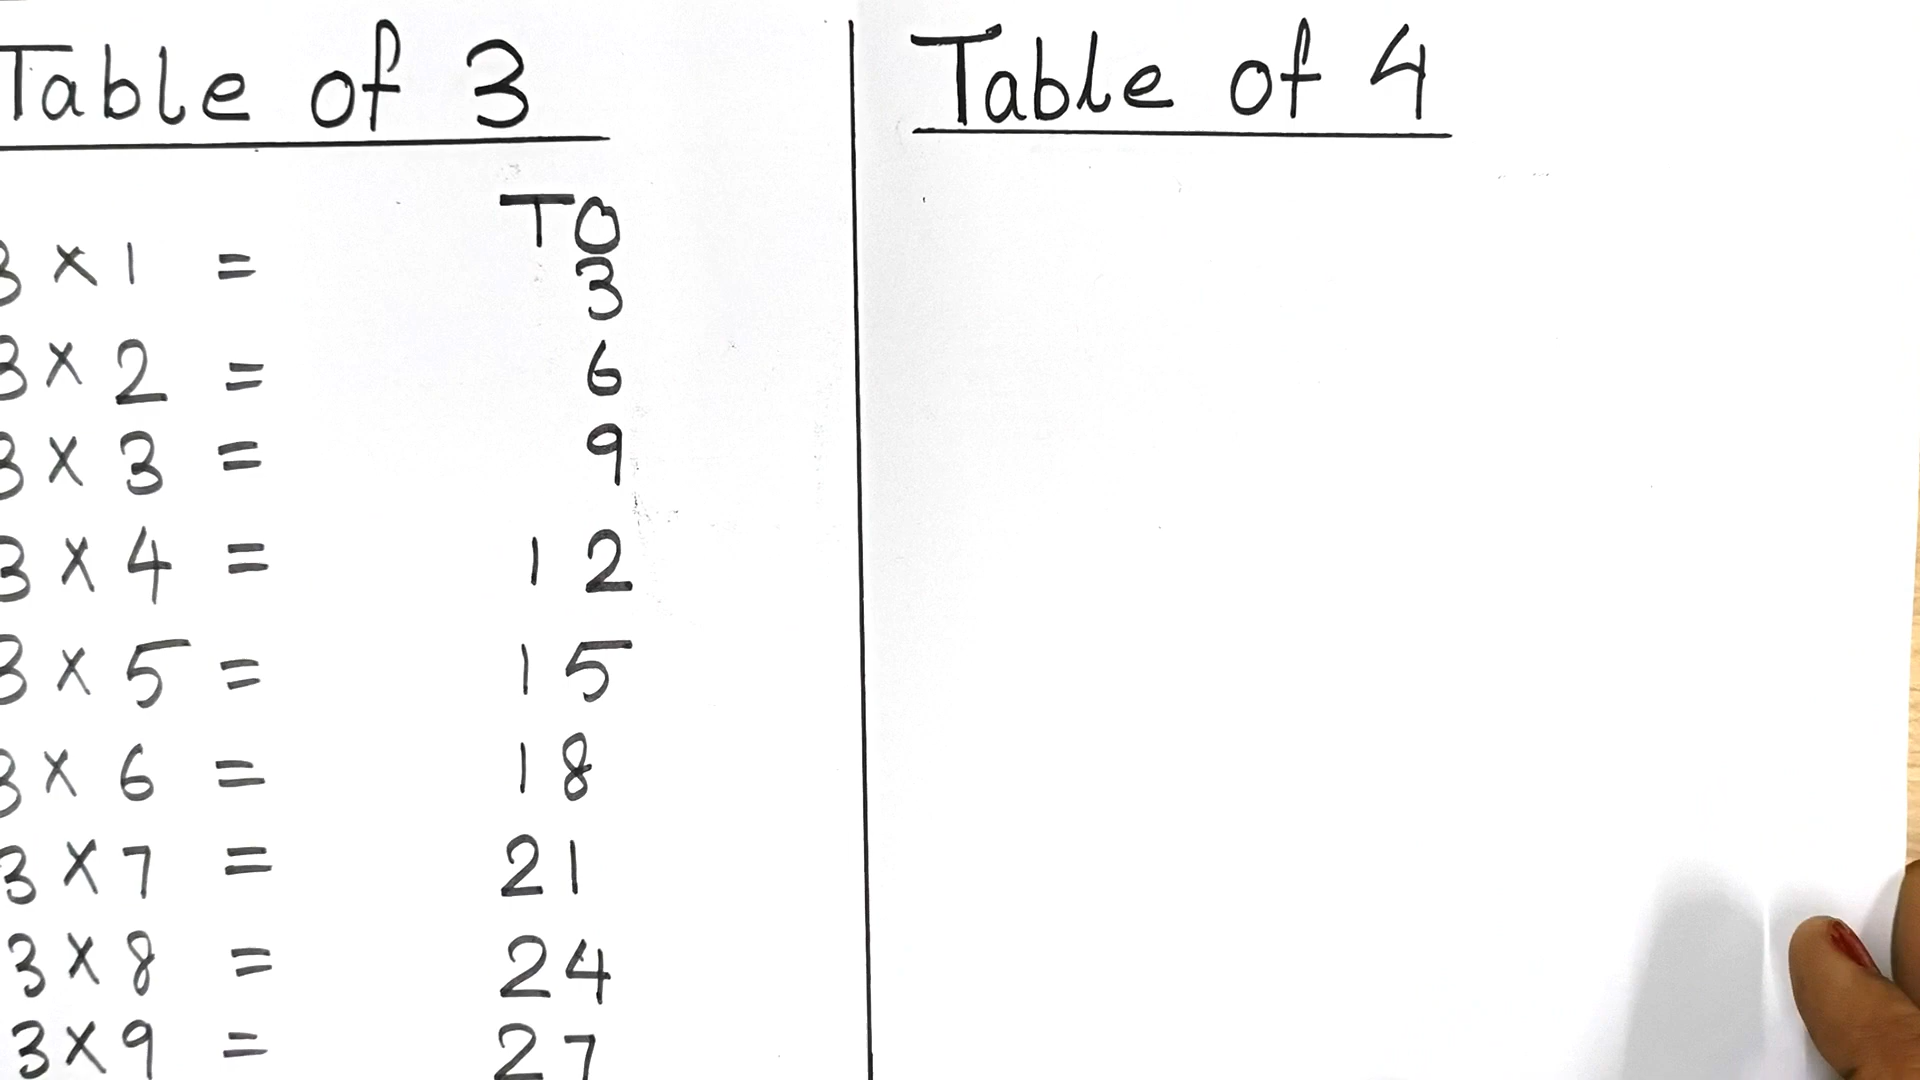 Table of 3
TO
3 × 1 = 3
3 × 2 = 6
3 × 3 = 9
3 × 4 = 12
3 × 5 = 15
3 × 6 = 18
3 × 7 = 21
3 × 8 = 24
3 × 9 = 27
Table of 4